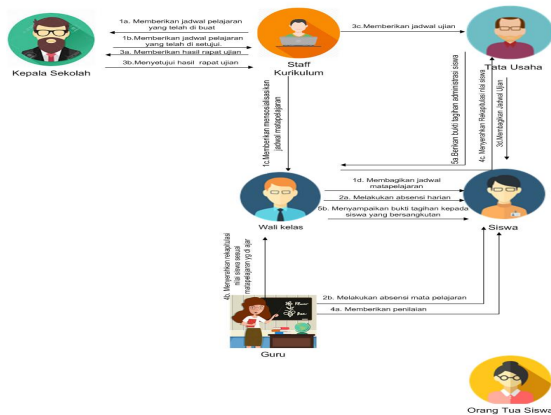 1a. Memberikan jadwal pelajaran
yang telah di buat
1b.Memberikan jadwal pelajaran
yang telah di setujui.
3a. Memberikan hasil rapat ujian
3b.Menyetujui hasil rapat ujian
Kepala Sekolah
Staff
Kurikulum
3c.Memberikan jadwal ujian
Tata Usaha
1c.Memberikan mensosialisasikan
jadwal matapelajaran
5a.Berikan bukti tagihan administrasi siswa
4c. Menyerahkan Rekapitulasi nilai siswa
3d.Membagikan Jadwal Ujian
1d. Membagikan jadwal
matapelajaran
2a. Melakukan absensi harian
5b. Menyampaikan bukti tagihan kepada
siswa yang bersangkutan
Wali kelas
Siswa
4b. Menyerahkan rekapitulasi
nilai siswa sesuai
matapelajaran yg di ajar
2b. Melakukan absensi mata pelajaran
4a. Memberikan penilaian
Guru
Orang Tua Siswa